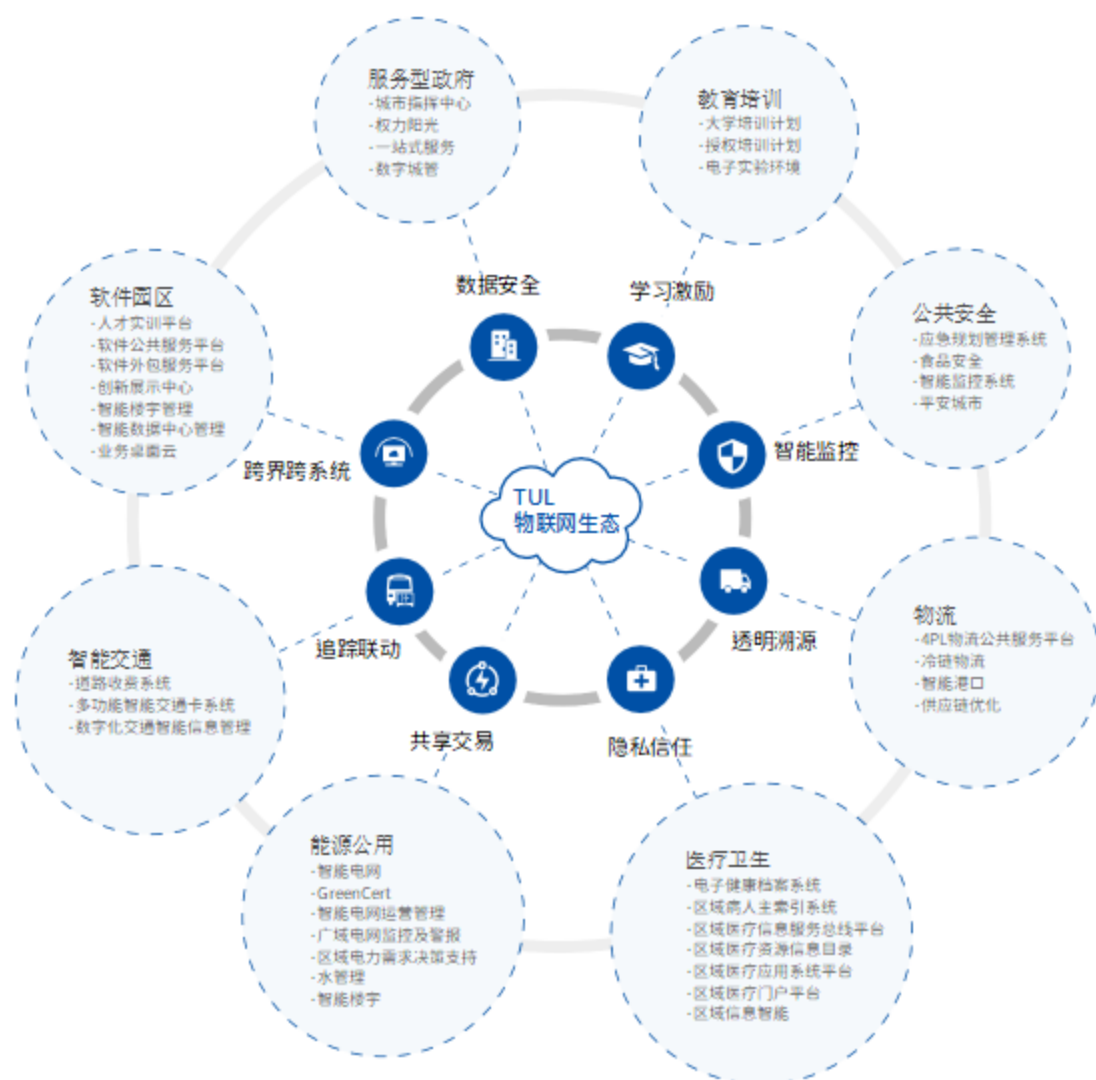 服务型政府
-城市指挥中心
-权力阳光
-一站式服务
-数字城管
教育培训
-大学培训计划
-授权培训计划
-电子实验环境
数据安全
学习激励
软件园区
-人才实训平台
-软件公共服务平台
-软件外包服务平台
-创新展示中心
-智能楼宇管理
-智能数据中心管理
-业务桌面云
公共安全
-应急规划管理系统
-食品安全
-智能监控系统
-平安城市
跨界跨系统
智能监控
TUL
物联网生态
智能交通
-道路收费系统
-多功能智能交通卡系统
-数字化交通智能信息管理
追踪联动
透明溯源
物流
-4PL物流公共服务平台
-冷链物流
-智能港口
-供应链优化
共享交易
隐私信任
能源公用
-智能电网
-GreenCert
-智能电网运营管理
-广域电网监控及警报
-区域电力需求决策支持
-水管理
-智能楼宇
医疗卫生
-电子健康档案系统
-区域病人主索引系统
-区域医疗信息服务总线平台
-区域医疗资源信息目录
-区域医疗应用系统平台
-区域医疗门户平台
-区域信息智能